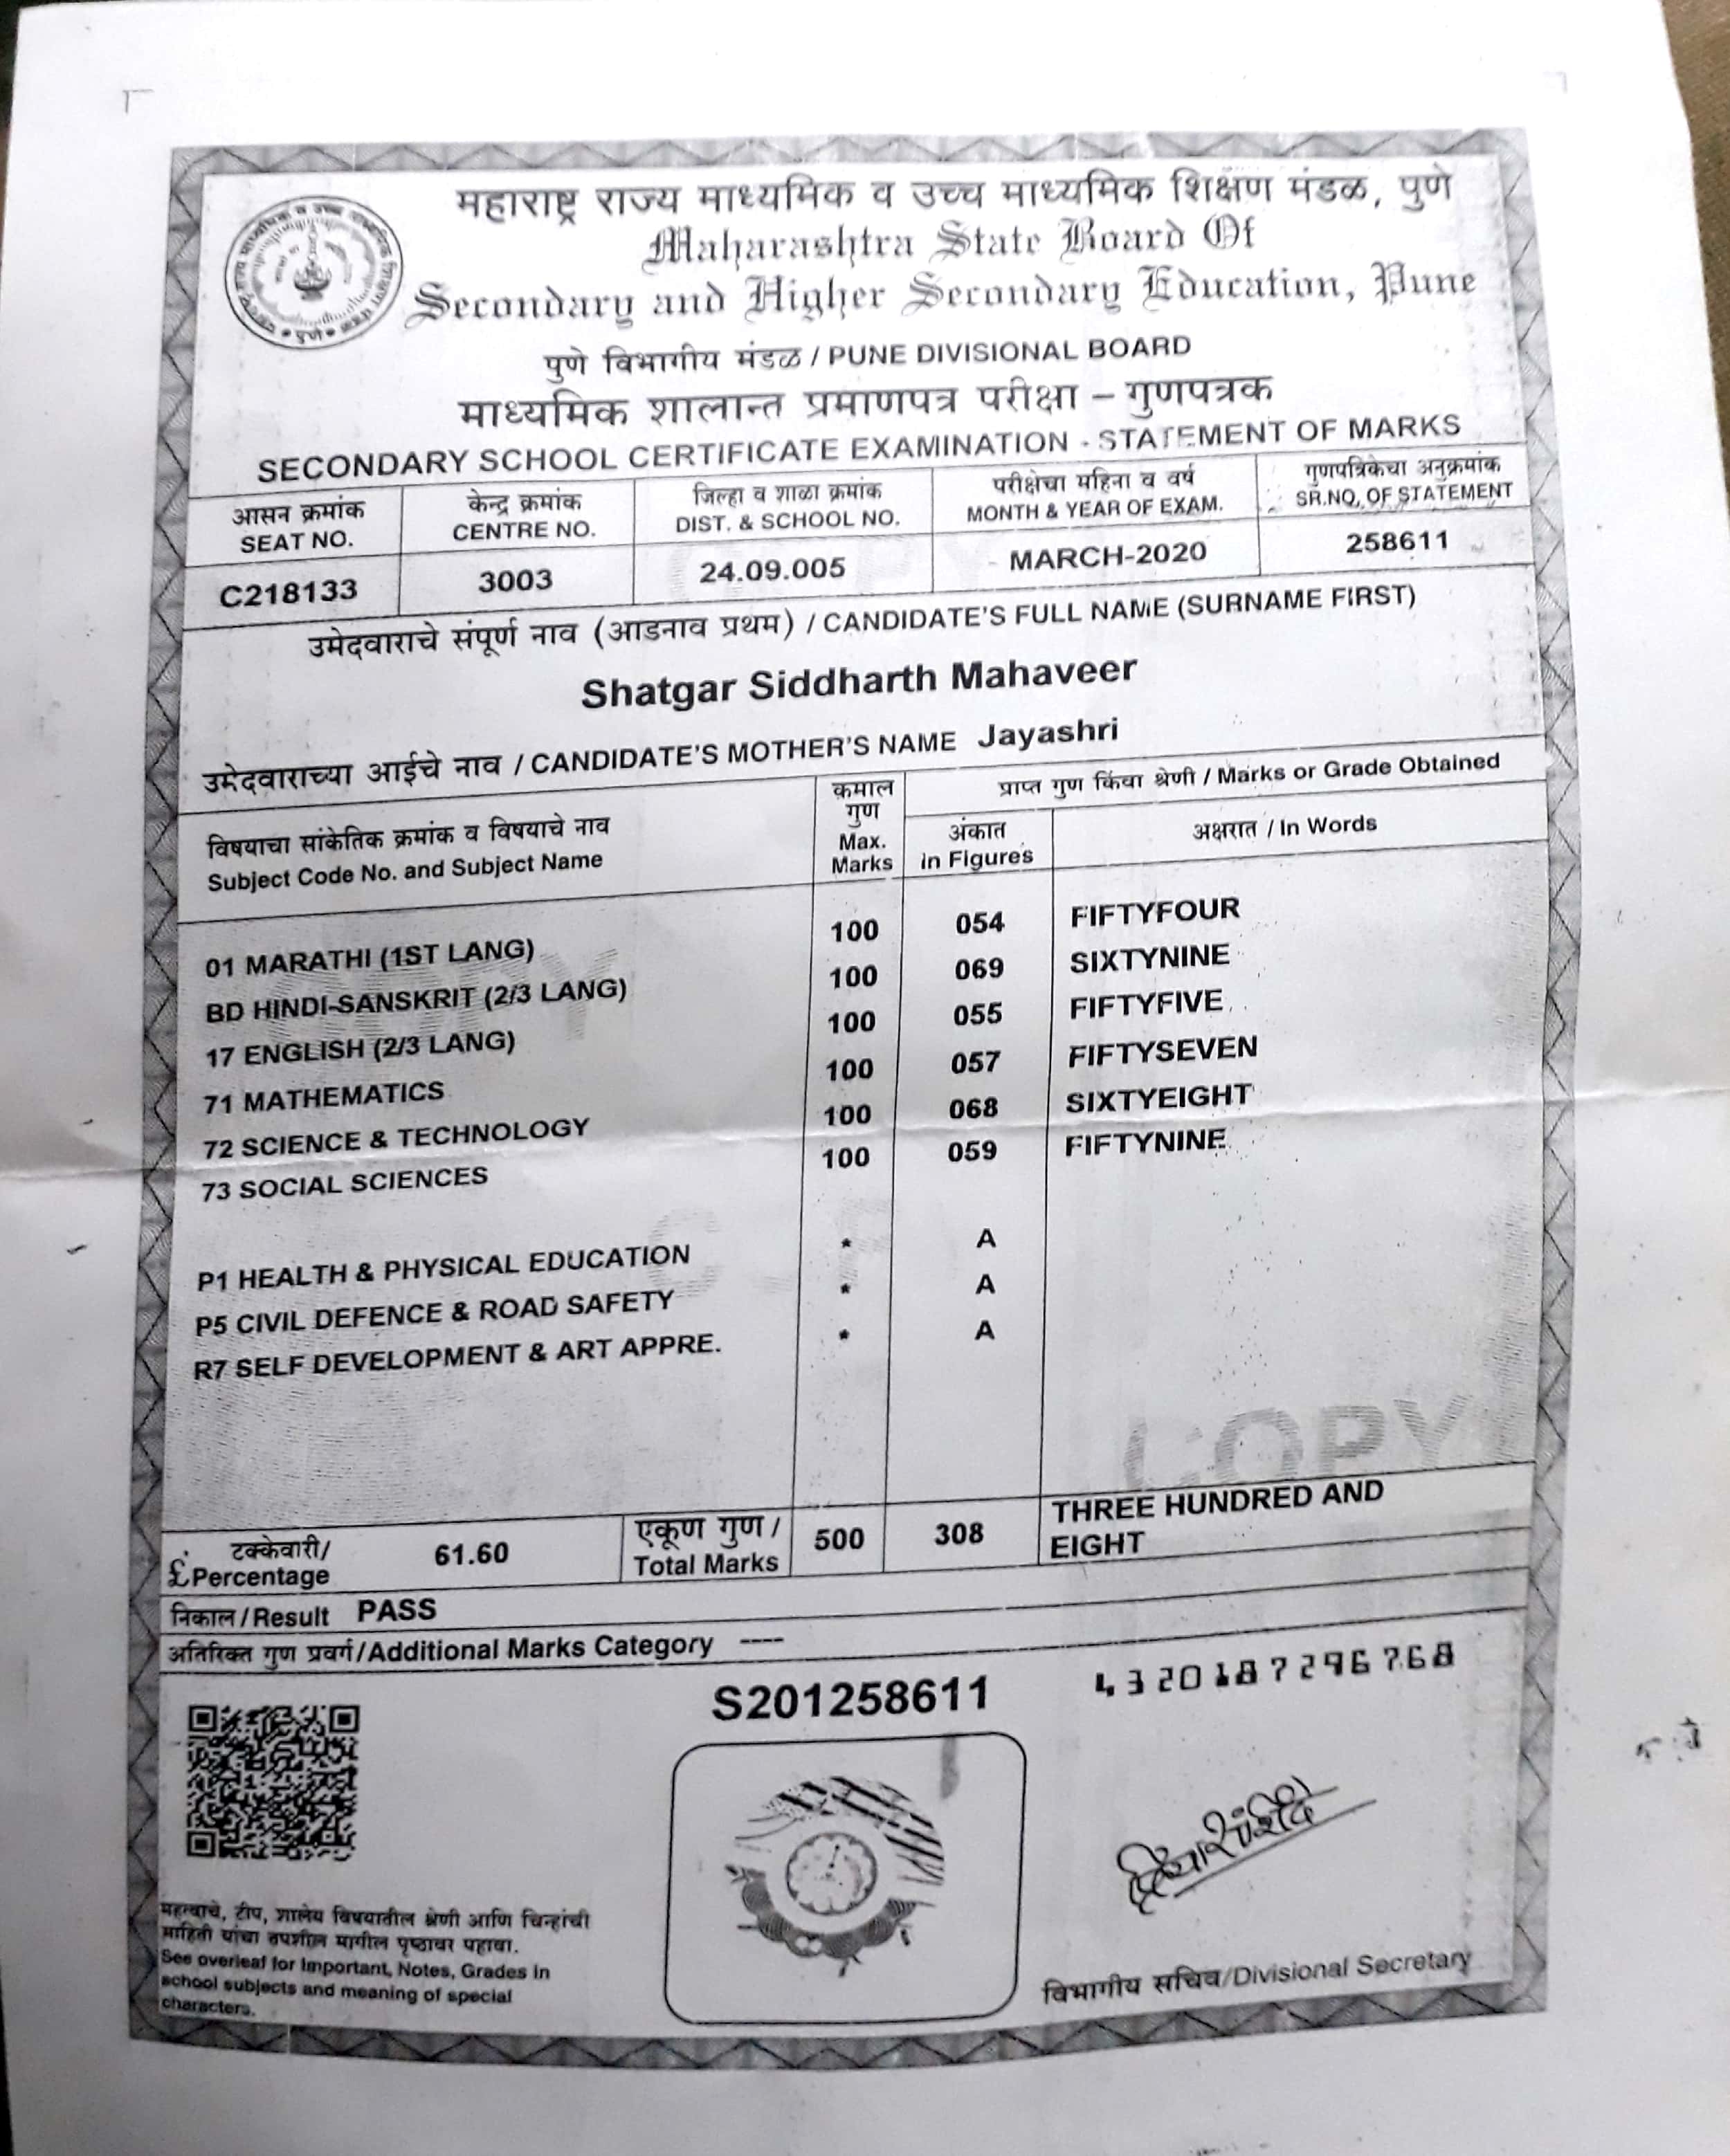 महाराष्ट्र राज्य माध्यमिक व उच्च माध्यमिक शिक्षण मंडळ, पुणे
Maharashtra State Board Of
Secondary and Higher Secondary Education, Pune
पुणे विभागीय मंडळ / PUNE DIVISIONAL BOARD
माध्यमिक शालान्त प्रमाणपत्र परीक्षा – गुणपत्रक
SECONDARY SCHOOL CERTIFICATE EXAMINATION - STATEMENT OF MARKS
आसन क्रमांक केन्द्र क्रमांक जिल्हा व शाळा क्रमांक परीक्षेचा महिना व वर्ष गुणपत्रिकेचा अनुक्रमांक
SEAT NO. CENTRE NO. DIST. & SCHOOL NO. MONTH & YEAR OF EXAM. SR.NO. OF STATEMENT
C218133 3003 24.09.005 MARCH-2020 258611
उमेदवाराचे संपूर्ण नाव (आडनाव प्रथम) / CANDIDATE'S FULL NAME (SURNAME FIRST)
Shatgar Siddharth Mahaveer
उमेदवाराच्या आईचे नाव / CANDIDATE'S MOTHER'S NAME Jayashri
विषयाचा सांकेतिक क्रमांक व विषयाचे नाव
Subject Code No. and Subject Name
कमाल
गुण
Max.
Marks
प्राप्त गुण किंवा श्रेणी / Marks or Grade Obtained
अंकात
in Figures
अक्षरात / In Words
01 MARATHI (1ST LANG) 100 054 FIFTYFOUR
BD HINDI-SANSKRIT (2/3 LANG) 100 069 SIXTYNINE
17 ENGLISH (2/3 LANG) 100 055 FIFTYFIVE
71 MATHEMATICS 100 057 FIFTYSEVEN
72 SCIENCE & TECHNOLOGY 100 068 SIXTYEIGHT
73 SOCIAL SCIENCES 100 059 FIFTYNINE
P1 HEALTH & PHYSICAL EDUCATION * A
P5 CIVIL DEFENCE & ROAD SAFETY * A
R7 SELF DEVELOPMENT & ART APPRE. * A
COPY
टक्केवारी/
£ Percentage
61.60
एकूण गुण /
Total Marks
500
308
THREE HUNDRED AND
EIGHT
निकाल/Result PASS
अतिरिक्त गुण प्रवर्ग/Additional Marks Category ----
S201258611
4320187296768
महत्वाचे, टीप, शालेय विषयातील श्रेणी आणि चिन्हांची
माहिती यांचा तपशील मागील पृष्ठावर पहावा.
See overleaf for Important, Notes, Grades in
school subjects and meaning of special
characters.
विभागीय सचिव/Divisional Secretary